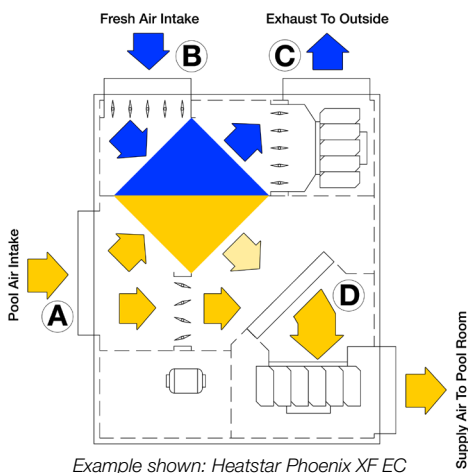 Fresh Air Intake
Exhaust To Outside
B
C
Pool Air Intake
A
D
Supply Air To Pool Room
Example shown: Heatstar Phoenix XF EC